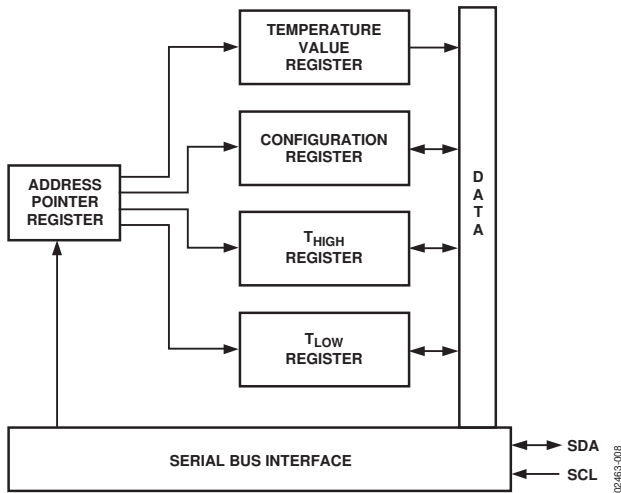 TEMPERATURE
VALUE
REGISTER
CONFIGURATION
REGISTER
ADDRESS
POINTER
REGISTER
THIGH
REGISTER
TLOW
REGISTER
DATA
SERIAL BUS INTERFACE
SDA
SCL
02463-008